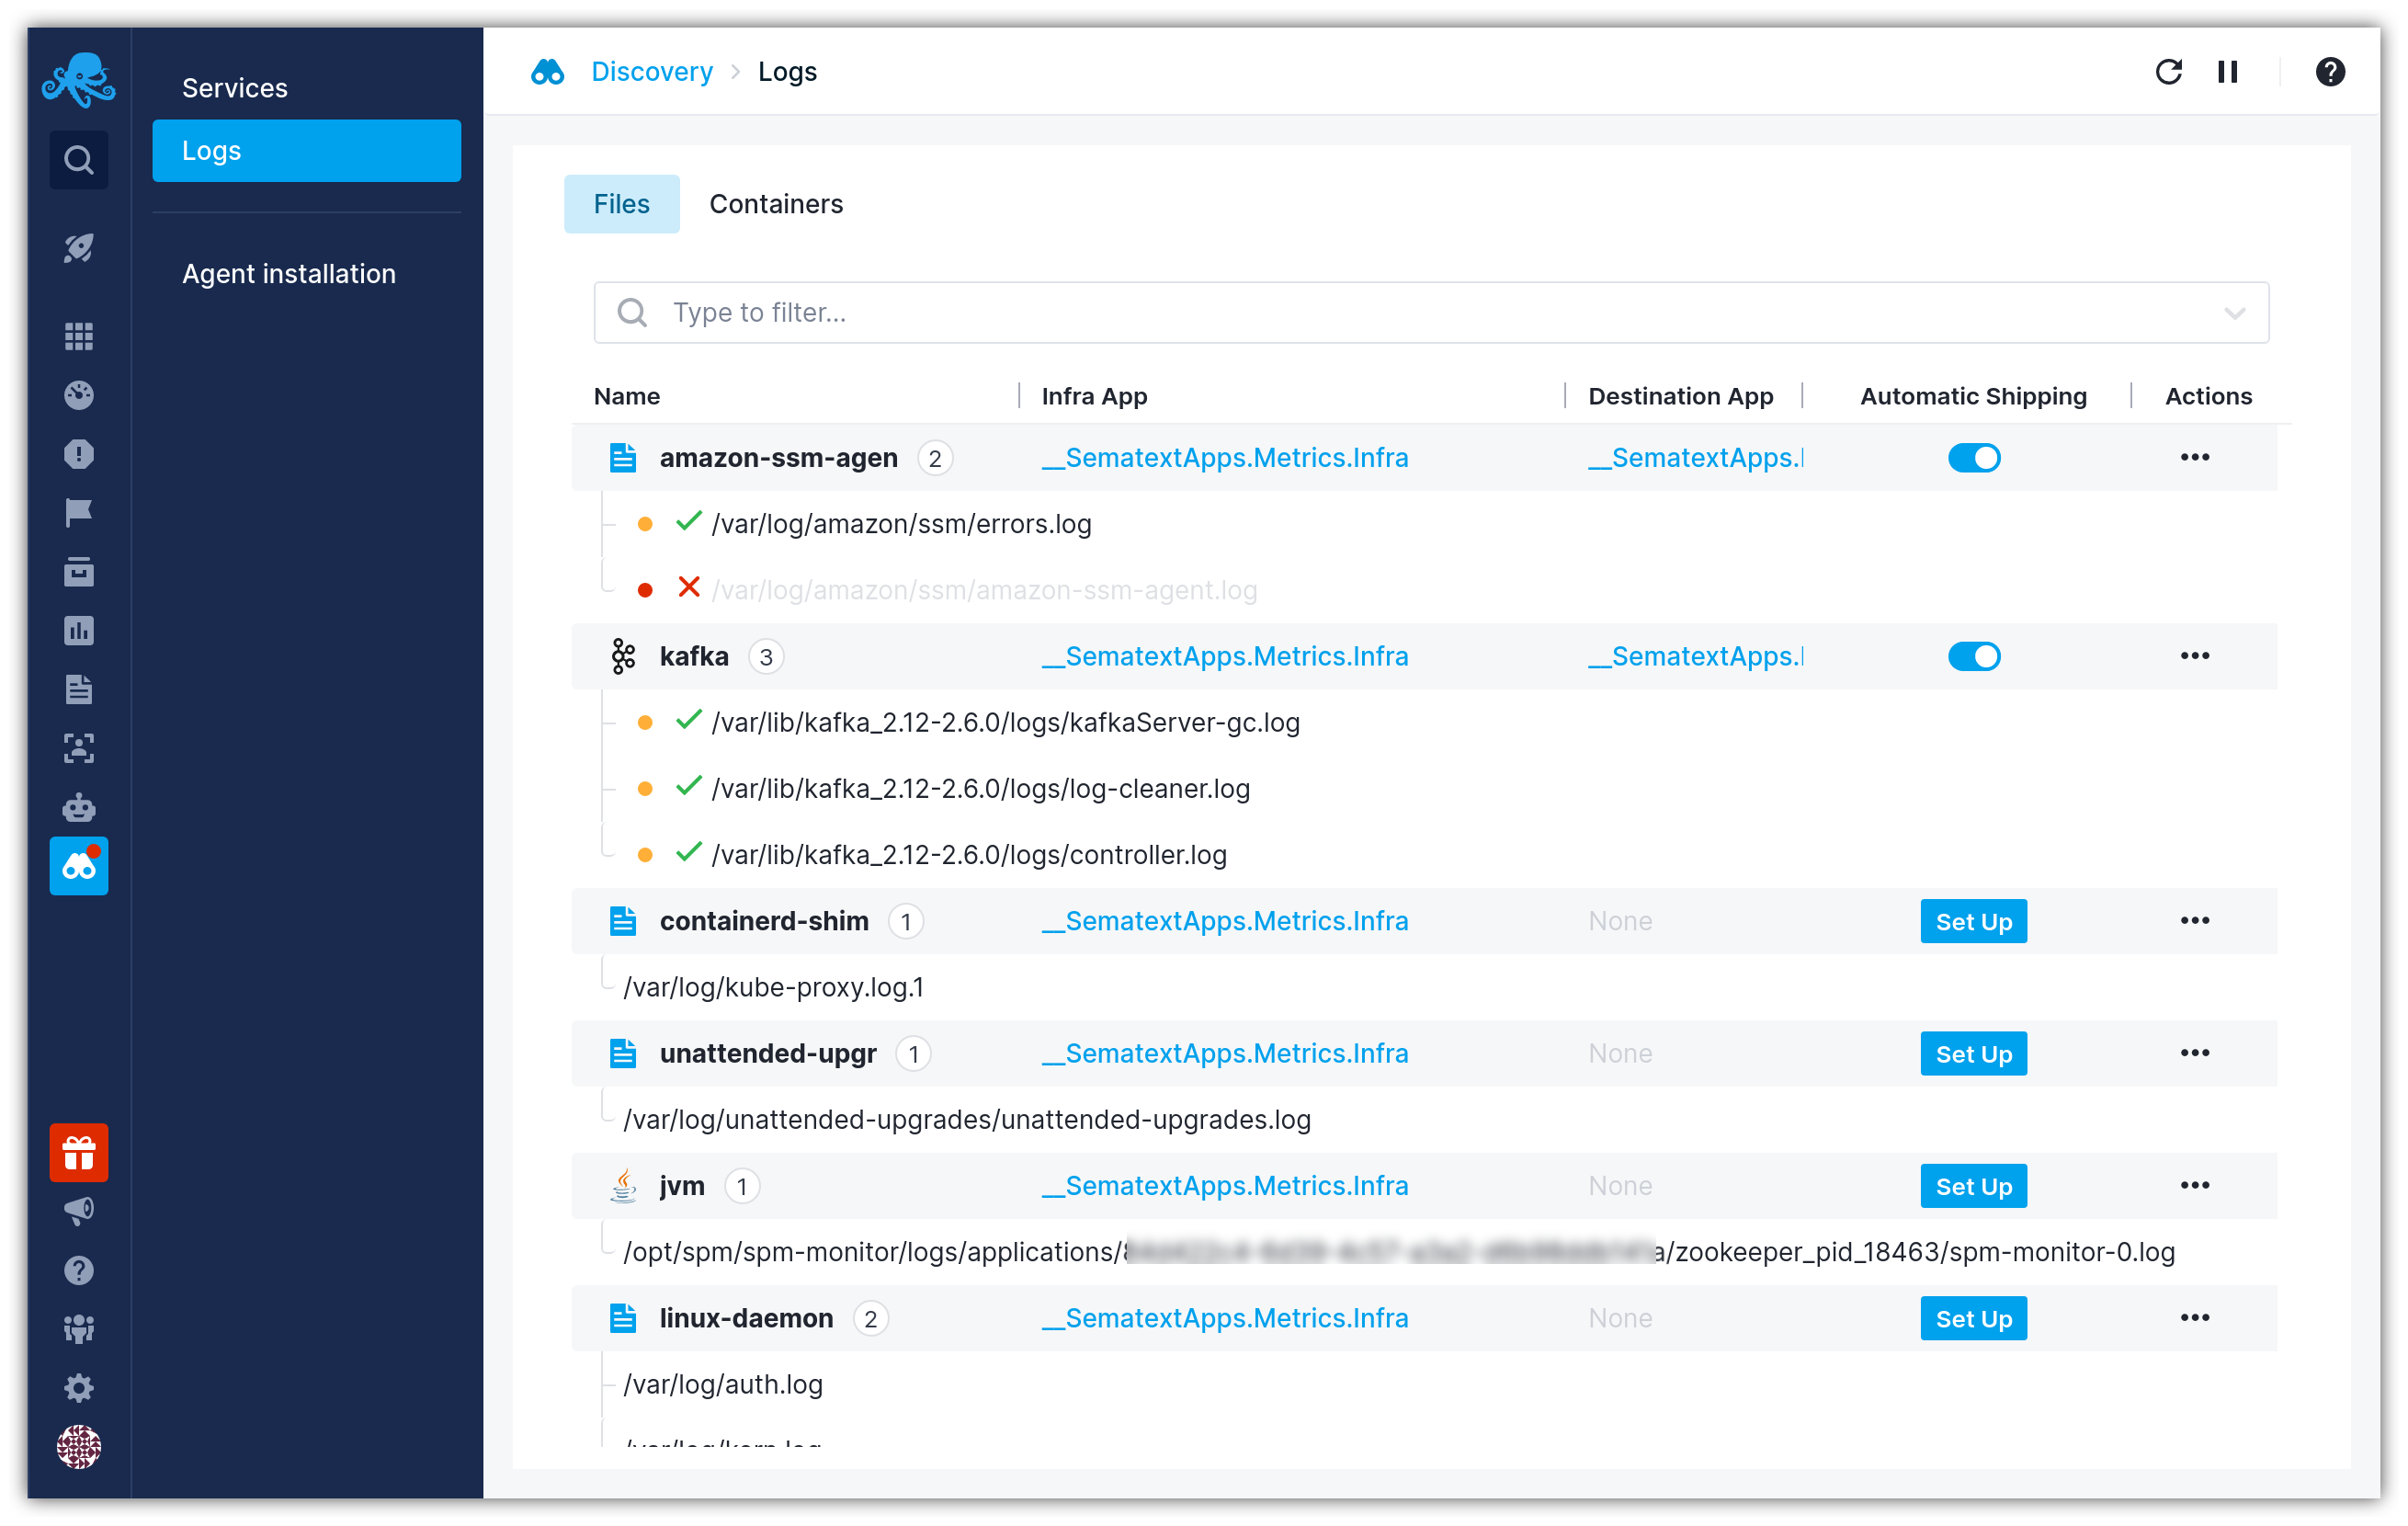 Services
Logs
Agent installation
Discovery > Logs
Files Containers
Type to filter...
Name Infra App Destination App Automatic Shipping Actions
amazon-ssm-agen 2 __SematextApps.Metrics.Infra __SematextApps.
/var/log/amazon/ssm/errors.log
/var/log/amazon/ssm/amazon-ssm-agent.log
kafka 3 __SematextApps.Metrics.Infra __SematextApps.
/var/lib/kafka_2.12-2.6.0/logs/kafkaServer-gc.log
/var/lib/kafka_2.12-2.6.0/logs/log-cleaner.log
/var/lib/kafka_2.12-2.6.0/logs/controller.log
containerd-shim 1 __SematextApps.Metrics.Infra None Set Up •••
/var/log/kube-proxy.log.1
unattended-upgr 1 __SematextApps.Metrics.Infra None Set Up •••
/var/log/unattended-upgrades/unattended-upgrades.log
jvm 1 __SematextApps.Metrics.Infra None Set Up •••
/opt/spm/spm-monitor/logs/applications/ a/zookeeper_pid_18463/spm-monitor-0.log
linux-daemon 2 __SematextApps.Metrics.Infra None Set Up •••
/var/log/auth.log